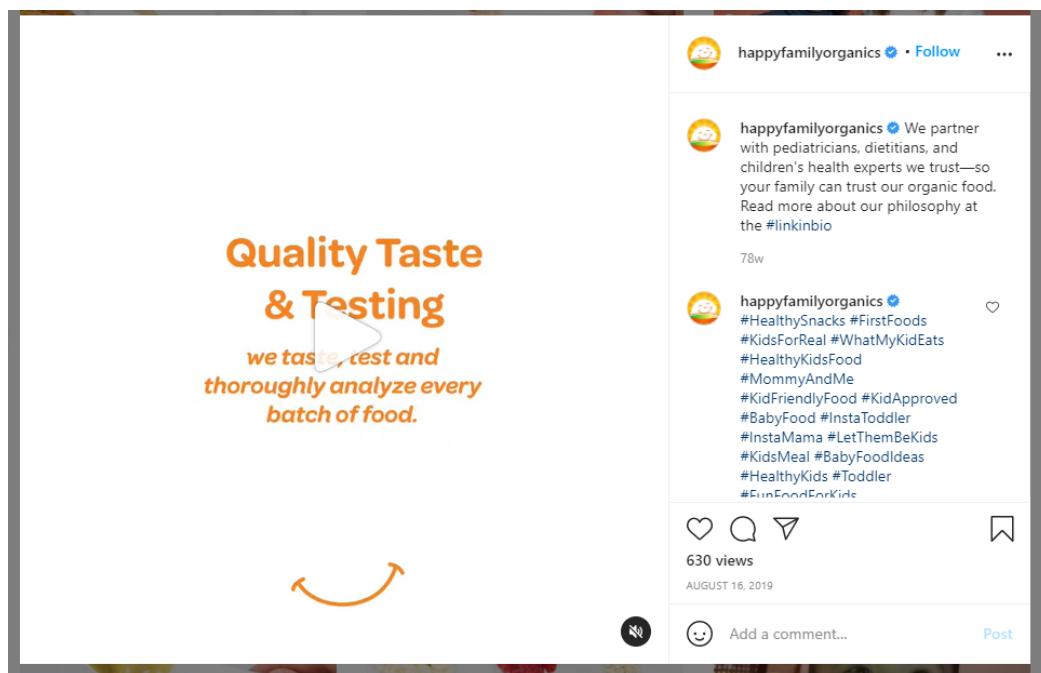 Quality Taste
& Testing
we taste, test and
thoroughly analyze every
batch of food.
happyfamilyorganics • Follow
happyfamilyorganics We partner
with pediatricians, dietitians, and
children's health experts we trust—so
your family can trust our organic food.
Read more about our philosophy at
the #linkinbio
78w
happyfamilyorganics
#HealthySnacks #FirstFoods
#KidsForReal #WhatMyKidEats
#HealthyKidsFood
#MommyAndMe
#KidFriendlyFood #KidApproved
#BabyFood #InstaToddler
#InstaMama #LetThemBeKids
#KidsMeal #BabyFoodIdeas
#HealthyKids #Toddler
#FunFoodForKids
630 views
AUGUST 16, 2019
Add a comment...
Post